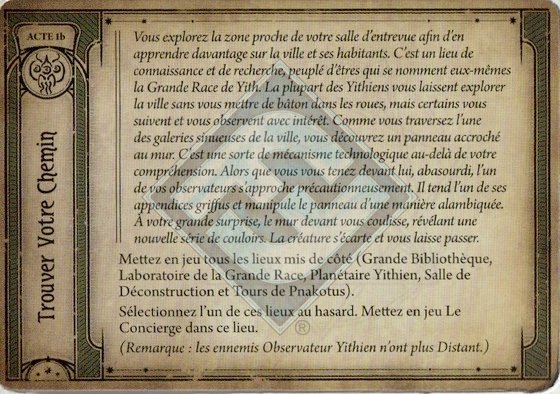 ACTE 1b
Trouver Votre Chemin
Vous explorez la zone proche de votre salle d'entrevue afin d'en
apprendre davantage sur la ville et ses habitants. C'est un lieu de
connaissance et de recherche, peuplé d'êtres qui se nomment eux-mêmes
la Grande Race de Yith. La plupart des Yithiens vous laissent explorer
la ville sans vous mettre de bâton dans les roues, mais certains vous
suivent et vous observent avec intérêt. Comme vous traversez l'une
des galeries sinueuses de la ville, vous découvrez un panneau accroché
au mur. C'est une sorte de mécanisme technologique au-delà de votre
compréhension. Alors que vous vous tenez devant lui, abasourdi, l'un
de vos observateurs s'approche précautionneusement. Il tend l'un de ses
appendices griffus et manipule le panneau d'une manière alambiquée.
À votre grande surprise, le mur devant vous coulisse, révélant une
nouvelle série de couloirs. La créature s'écarte et vous laisse passer.
Mettez en jeu tous les lieux mis de côté (Grande Bibliothèque,
Laboratoire de la Grande Race, Planétaire Yithien, Salle de
Déconstruction et Tours de Pnakotus).
Sélectionnez l'un de ces lieux au hasard. Mettez en jeu Le
Concierge dans ce lieu.
(Remarque : les ennemis Observateur Yithien n'ont plus Distant.)
®